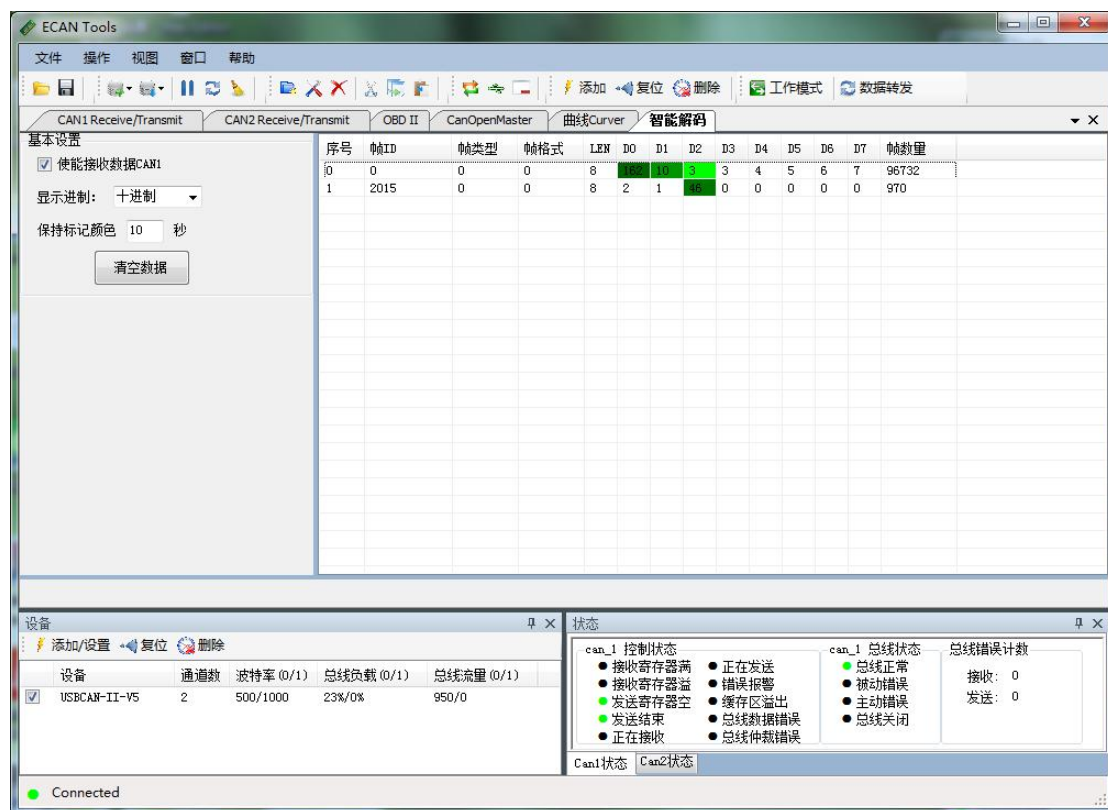 ECAN Tools
文件 操作 视图 窗口 帮助
添加 复位 删除 工作模式 数据转发
CAN1 Receive/Transmit CAN2 Receive/Transmit OBD II CanOpenMaster 曲线Curver 智能解码
基本设置
使能接收数据CAN1
显示进制: 十进制
保持标记颜色 10 秒
清空数据
序号 帧ID 帧类型 帧格式 LEN D0 D1 D2 D3 D4 D5 D6 D7 帧数量
0 0 0 0 8 162 10 3 3 4 5 6 7 96732
1 2015 0 0 8 2 1 46 0 0 0 0 0 970
设备
添加/设置 复位 删除
设备 通道数 波特率(0/1) 总线负载(0/1) 总线流量(0/1)
USBCAN-II-V5 2 500/1000 23%/0% 950/0
状态
can_1 控制状态
接收寄存器满 正在发送
接收寄存器溢 错误报警
发送寄存器空 缓存区溢出
发送结束 总线数据错误
正在接收 总线仲裁错误
can_1 总线状态
总线正常
被动错误
主动错误
总线关闭
总线错误计数
接收: 0
发送: 0
Can1状态 Can2状态
Connected